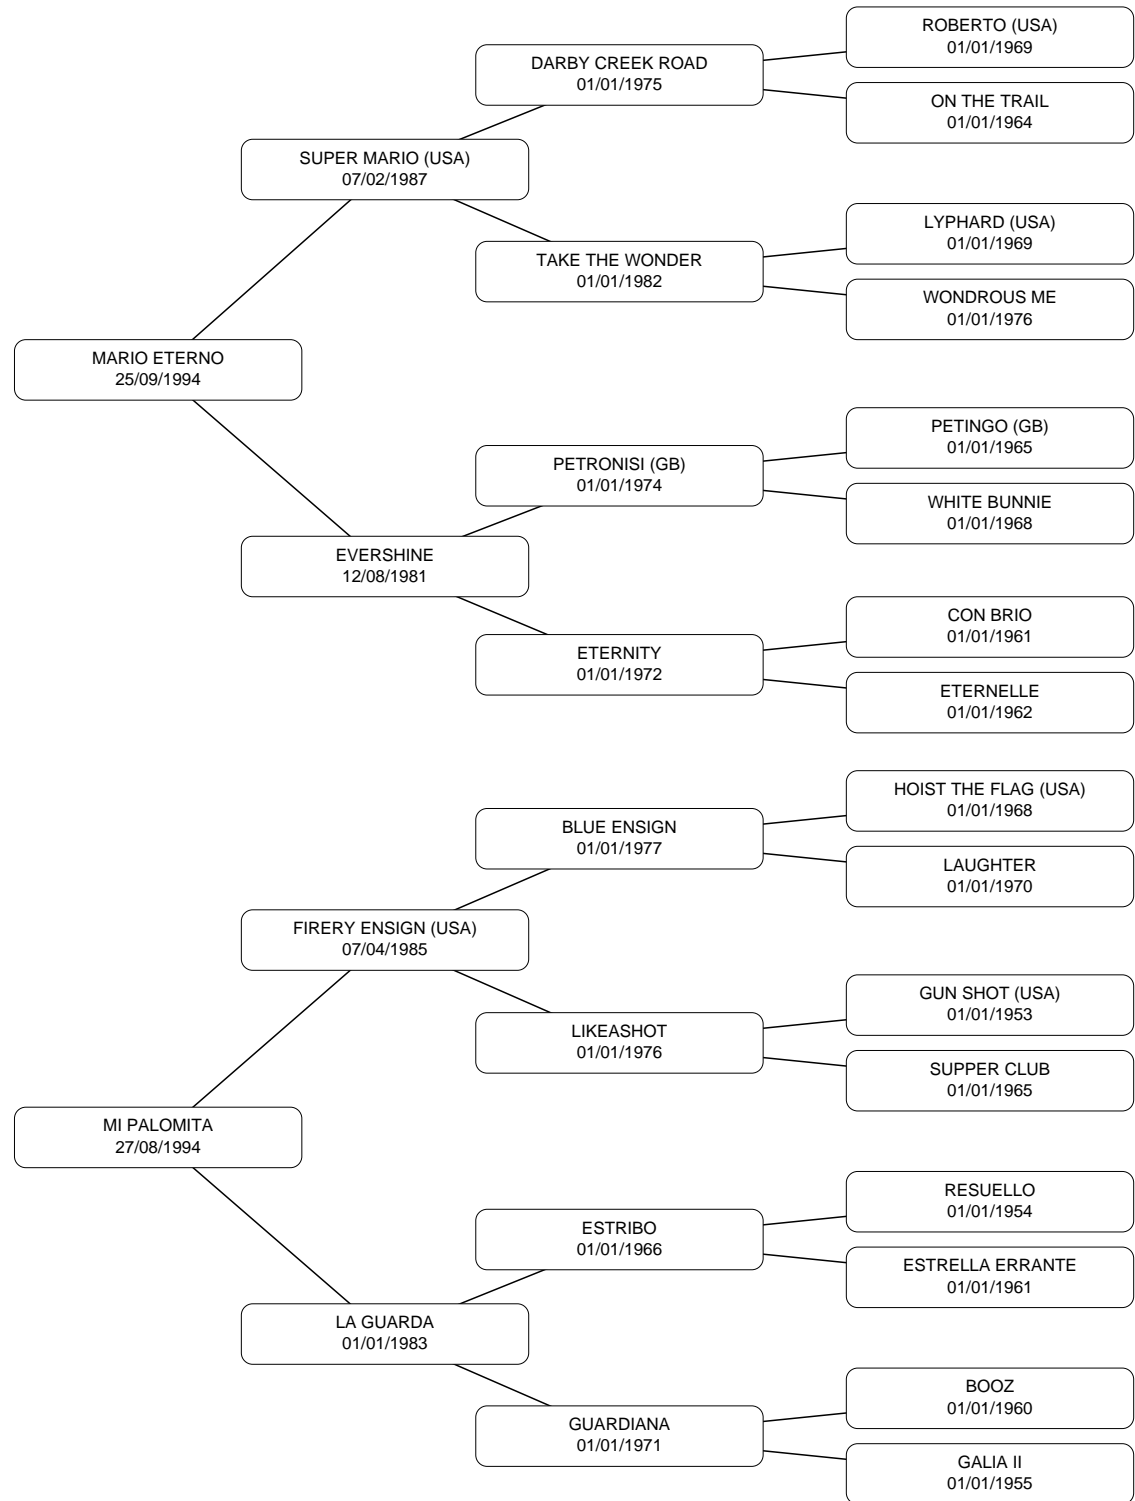 ROBERTO (USA)
01/01/1969
DARBY CREEK ROAD
01/01/1975
ON THE TRAIL
01/01/1964
SUPER MARIO (USA)
07/02/1987
LYPHARD (USA)
01/01/1969
TAKE THE WONDER
01/01/1982
WONDROUS ME
01/01/1976
MARIO ETERNO
25/09/1994
PETINGO (GB)
01/01/1965
PETRONISI (GB)
01/01/1974
WHITE BUNNIE
01/01/1968
EVERSHINE
12/08/1981
CON BRIO
01/01/1961
ETERNITY
01/01/1972
ETERNELLE
01/01/1962
HOIST THE FLAG (USA)
01/01/1968
BLUE ENSIGN
01/01/1977
LAUGHTER
01/01/1970
FIRERY ENSIGN (USA)
07/04/1985
GUN SHOT (USA)
01/01/1953
LIKEASHOT
01/01/1976
SUPPER CLUB
01/01/1965
MI PALOMITA
27/08/1994
RESUELLO
01/01/1954
ESTRIBO
01/01/1966
ESTRELLA ERRANTE
01/01/1961
LA GUARDA
01/01/1983
BOOZ
01/01/1960
GUARDIANA
01/01/1971
GALIA II
01/01/1955